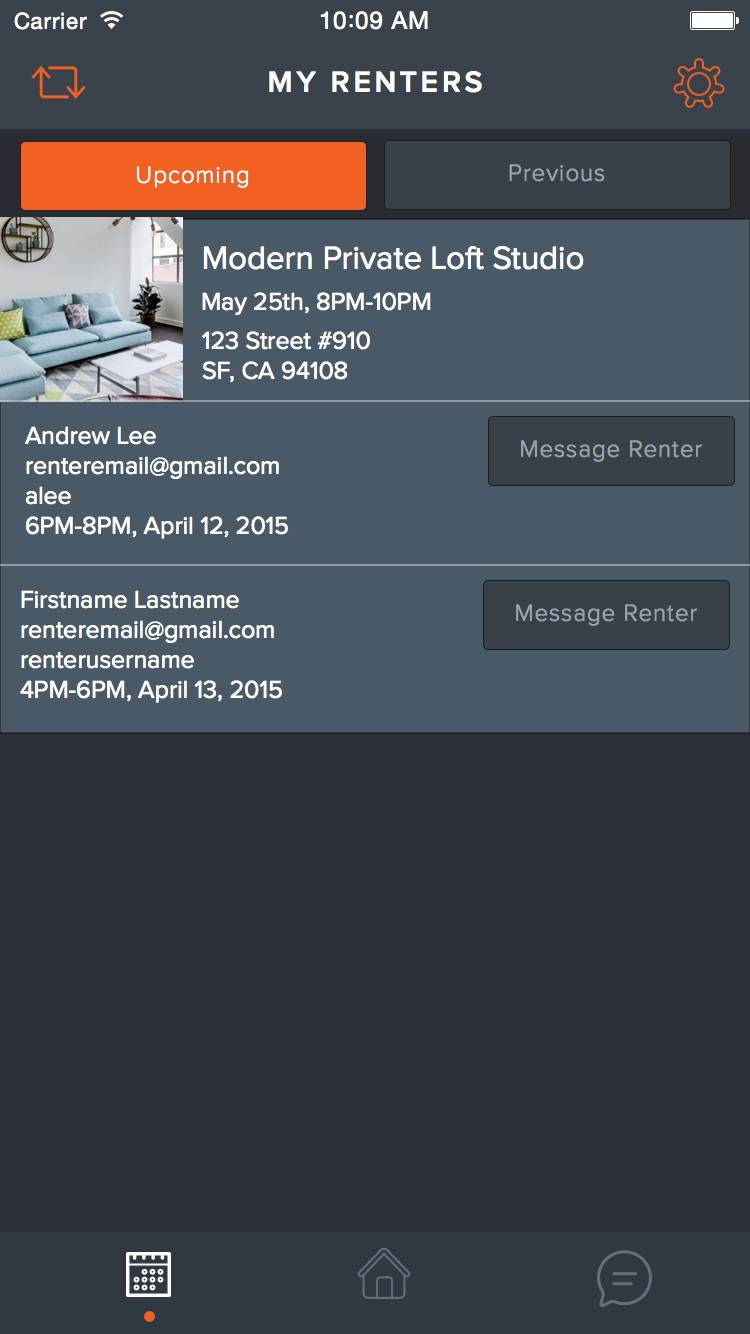 Carrier 10:09 AM
MY RENTERS
Upcoming Previous
Modern Private Loft Studio
May 25th, 8PM-10PM
123 Street #910
SF, CA 94108
Andrew Lee
Message Renter
renteremail@gmail.com
alee
6PM-8PM, April 12, 2015
Firstname Lastname
Message Renter
renteremail@gmail.com
renterusername
4PM-6PM, April 13, 2015